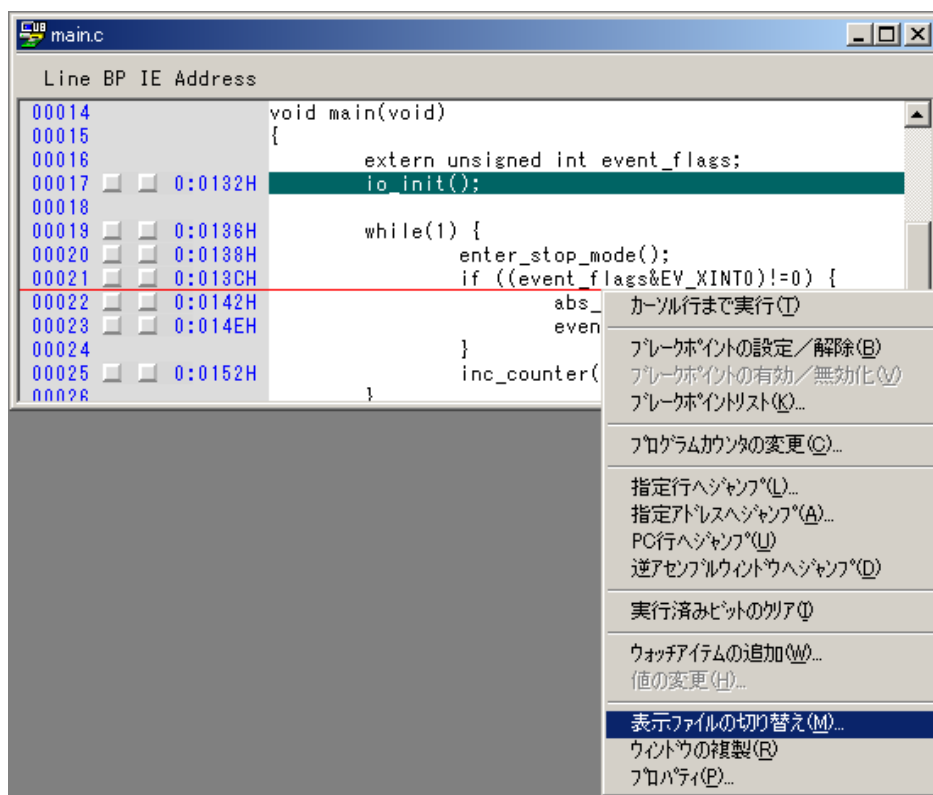 CUB main.c
Line BP IE Address
00014 void main(void)
00015 {
00016 extern unsigned int event_flags;
00017 0:0132H io_init();
00018
00019 0:0136H while(1) {
00020 0:0138H enter_stop_mode();
00021 0:013CH if ((event_flags&EV_XINT0)!=0) {
00022 0:0142H abs_
00023 0:014EH even
00024 }
00025 0:0152H inc_counter(
00026 }
カーソル行まで実行(T)
ブレークポイントの設定/解除(B)
ブレークポイントの有効/無効化(V)
ブレークポイントリスト(K)...
プログラムカウンタの変更(C)...
指定行へジャンプ(L)...
指定アドレスへジャンプ(A)...
PC行へジャンプ(U)
逆アセンブルウィンドウへジャンプ(D)
実行済みビットのクリア(I)
ウォッチアイテムの追加(W)...
値の変更(H)...
表示ファイルの切り替え(M)...
ウィンドウの複製(R)
プロパティ(P)...